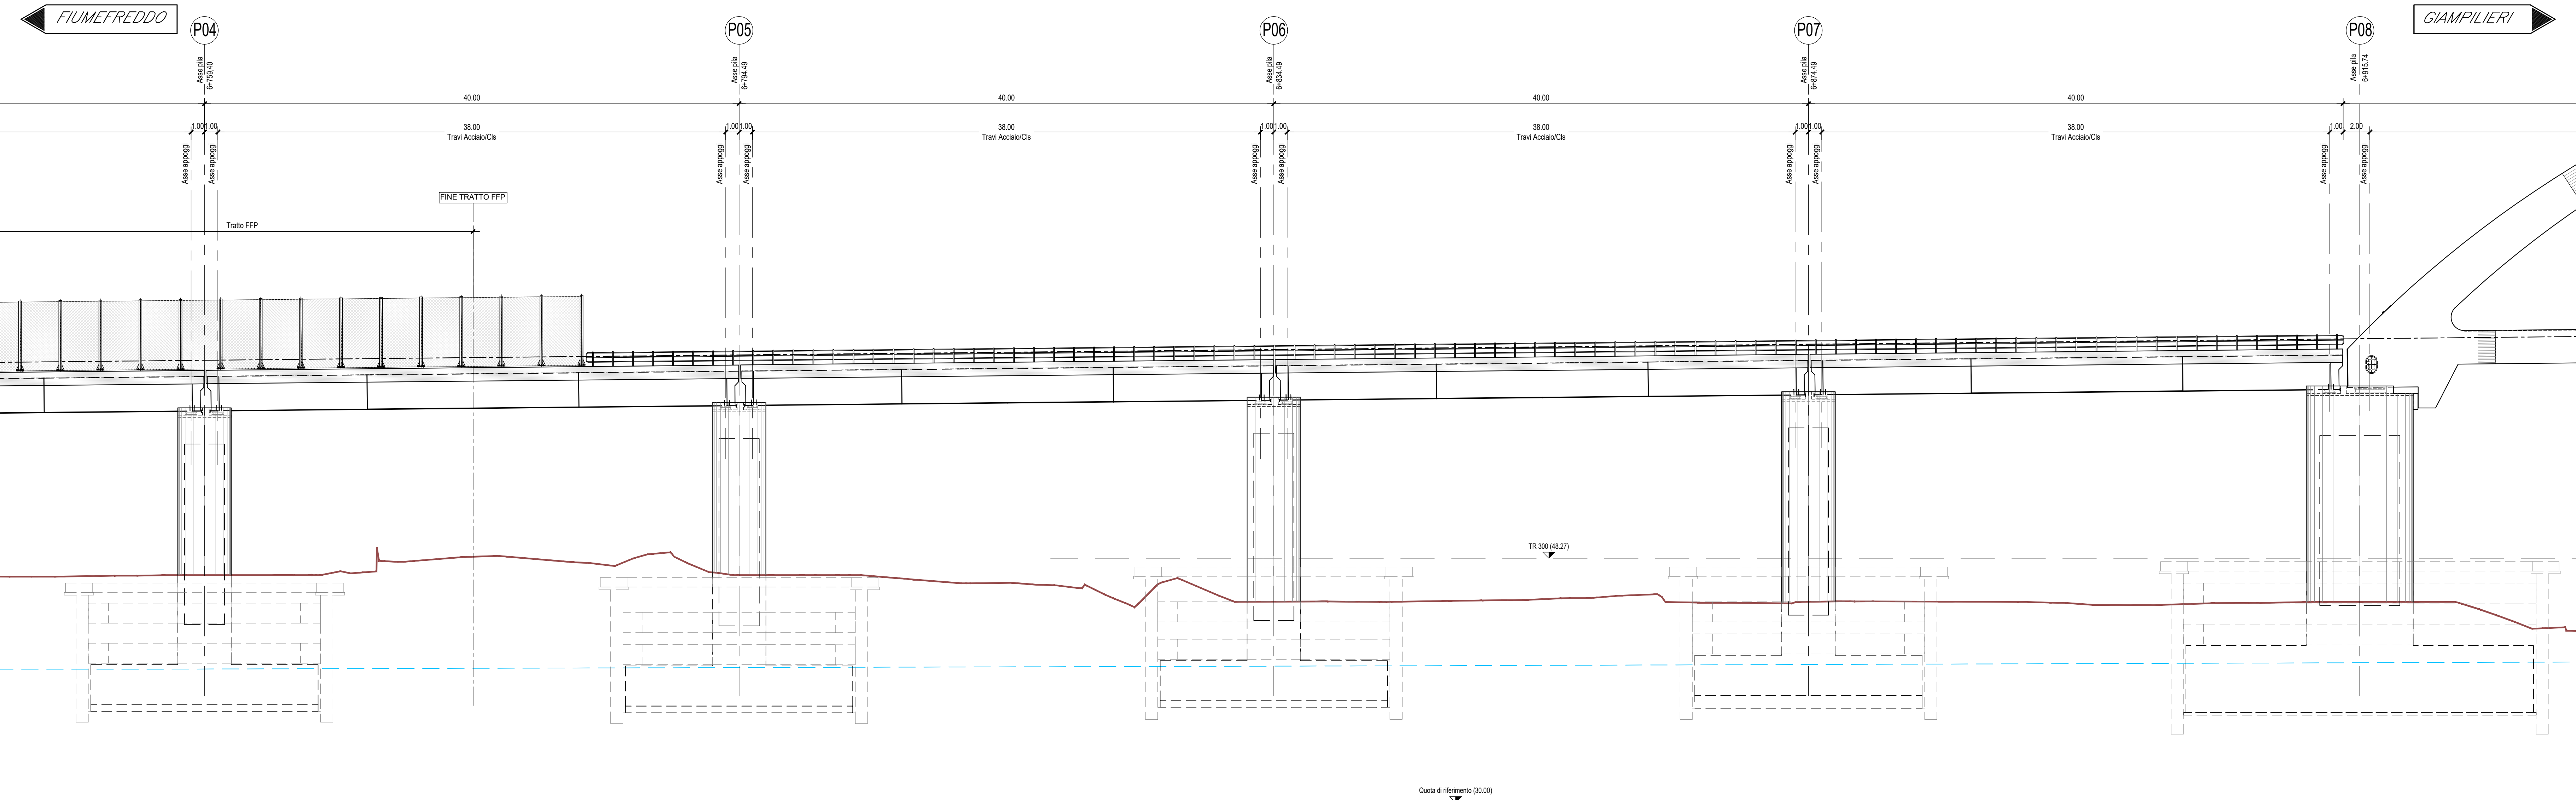 FIUMEFREDDO
P04
P05
P06
P07
P08
GIAMPILIERI
Asse pila
6+759,40
Asse pila
6+794.49
Asse pila
6+834.49
Asse pila
6+874.49
Asse pila
6+915.74
40.00
40.00
40.00
40.00
1.00 1.00
38.00
Travi Acciaio/Cls
1.00 1.00
38.00
Travi Acciaio/Cls
1.00 1.00
38.00
Travi Acciaio/Cls
1.00 1.00
38.00
Travi Acciaio/Cls
1.00
2.00
Asse appoggi
Asse appoggi
Asse appoggi
Asse appoggi
Asse appoggi
Asse appoggi
Asse appoggi
Asse appoggi
Asse appoggi
Asse appoggi
FINE TRATTO FFP
Tratto FFP
TR 300 (48.27)
Quota di riferimento (30.00)